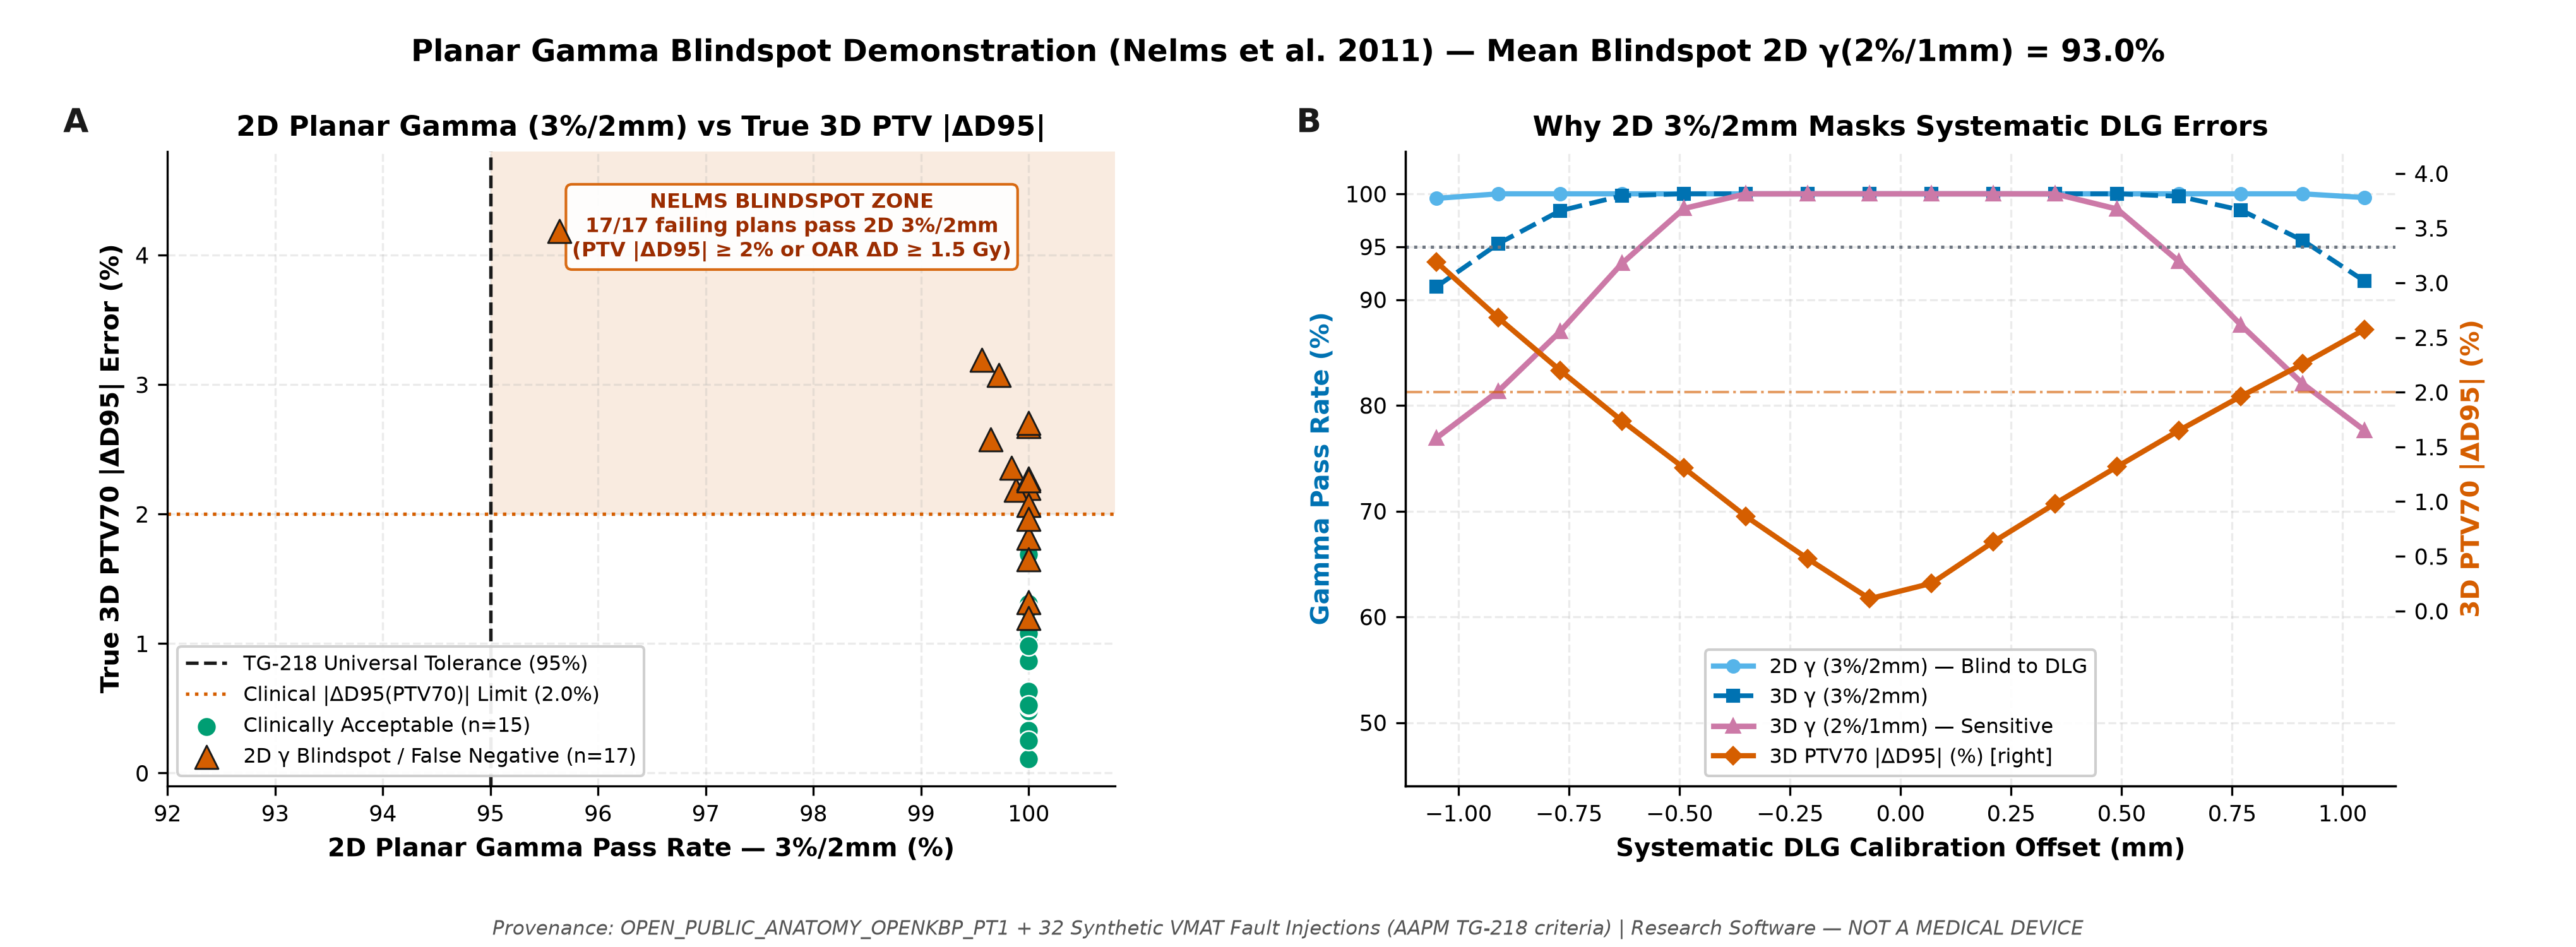 Planar Gamma Blindspot Demonstration (Nelms et al. 2011) — Mean Blindspot 2D γ(2%/1mm) = 93.0%
A
2D Planar Gamma (3%/2mm) vs True 3D PTV |ΔD95|
True 3D PTV70 |ΔD95| Error (%)
4
3
2
1
0
NELMS BLINDSPOT ZONE
17/17 failing plans pass 2D 3%/2mm
(PTV |ΔD95| ≥ 2% or OAR ΔD ≥ 1.5 Gy)
TG-218 Universal Tolerance (95%)
Clinical |ΔD95(PTV70)| Limit (2.0%)
Clinically Acceptable (n=15)
2D γ Blindspot / False Negative (n=17)
92 93 94 95 96 97 98 99 100
2D Planar Gamma Pass Rate — 3%/2mm (%)
B
Why 2D 3%/2mm Masks Systematic DLG Errors
Gamma Pass Rate (%)
100
95
90
80
70
60
50
2D γ (3%/2mm) — Blind to DLG
3D γ (3%/2mm)
3D γ (2%/1mm) — Sensitive
3D PTV70 |ΔD95| (%) [right]
4.0
3.5
3.0
2.5
2.0
1.5
1.0
0.5
0.0
3D PTV70 |ΔD95| (%)
−1.00 −0.75 −0.50 −0.25 0.00 0.25 0.50 0.75 1.00
Systematic DLG Calibration Offset (mm)
Provenance: OPEN_PUBLIC_ANATOMY_OPENKBP_PT1 + 32 Synthetic VMAT Fault Injections (AAPM TG-218 criteria) | Research Software — NOT A MEDICAL DEVICE